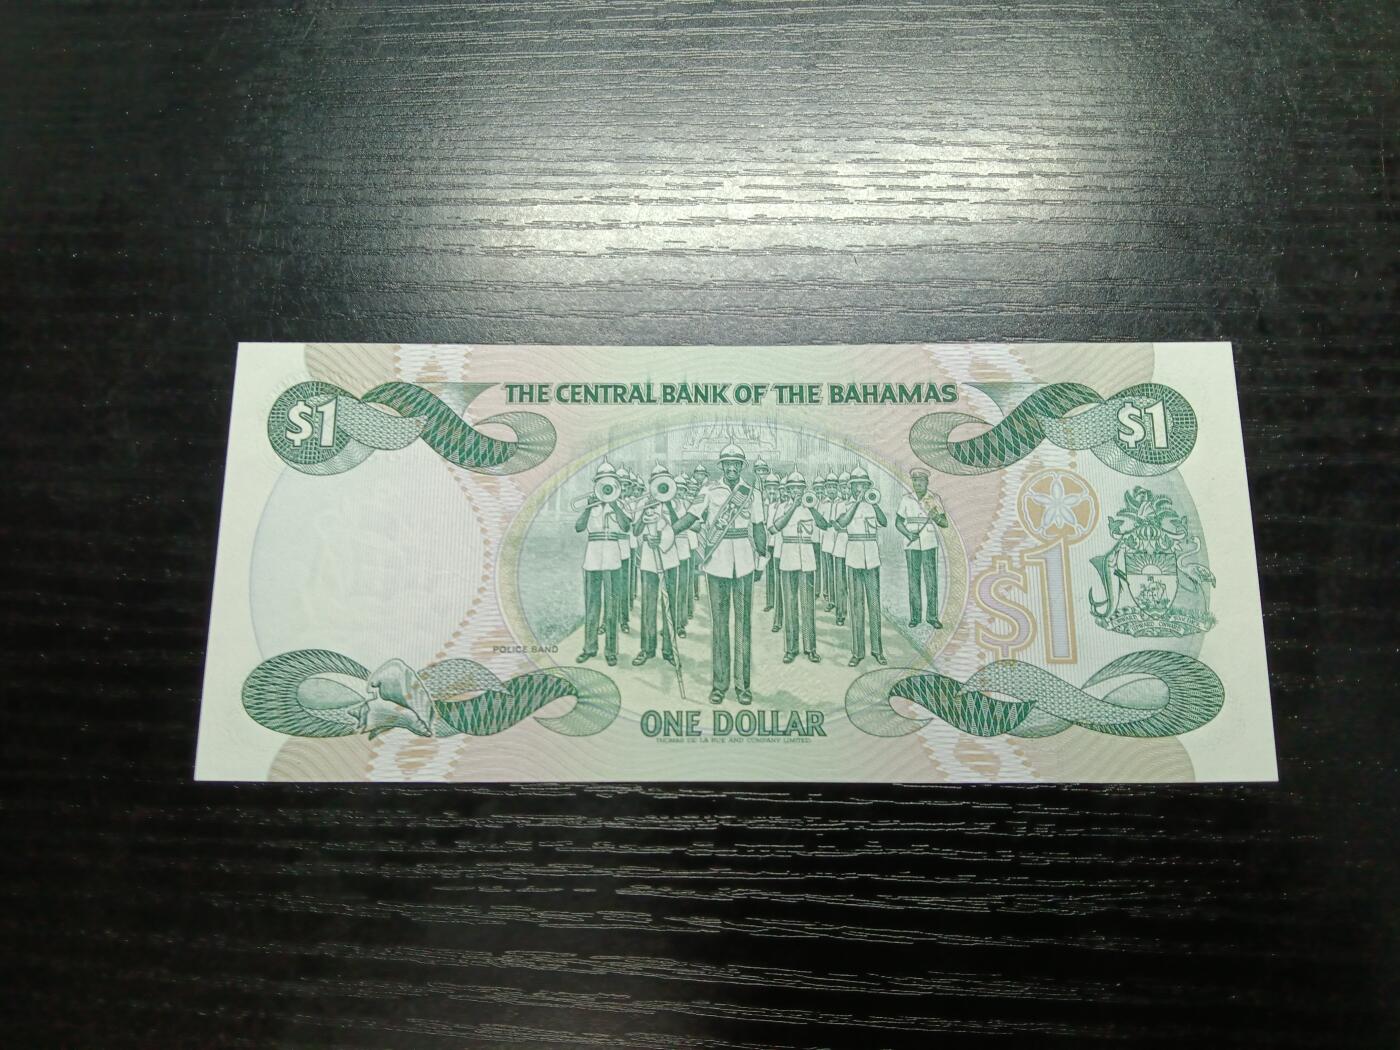 THE CENTRAL BANK OF THE BAHAMAS
$1
$1
$1
POLICE BAND
ONE DOLLAR
THOMAS DE LA RUE AND COMPANY LIMITED